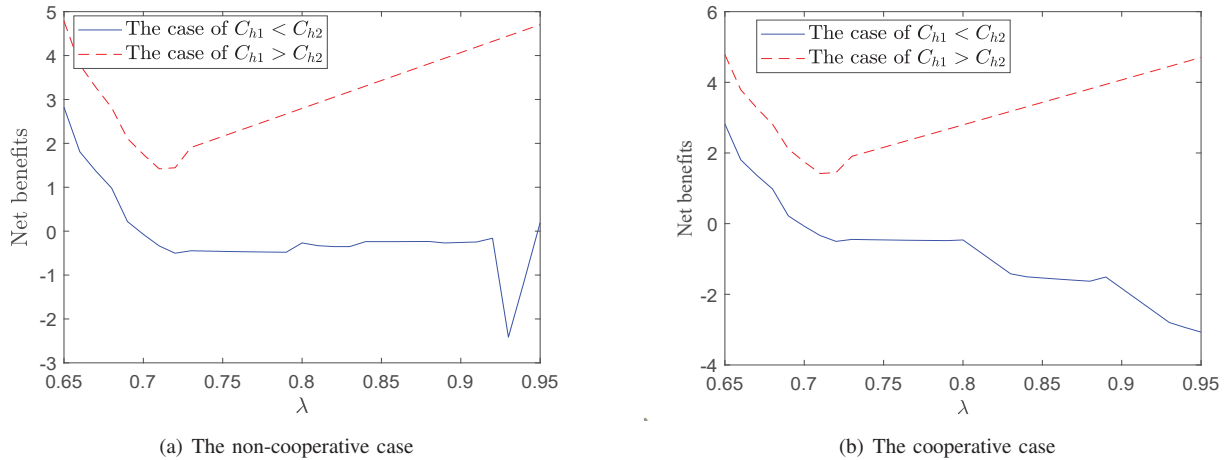 The case of C_{h1} < C_{h2}
The case of C_{h1} > C_{h2}
Net benefits
5
4
3
2
1
0
-1
-2
-3
0.65 0.7 0.75 0.8 0.85 0.9 0.95
λ
(a) The non-cooperative case
The case of C_{h1} < C_{h2}
The case of C_{h1} > C_{h2}
Net benefits
6
4
2
0
-2
-4
0.65 0.7 0.75 0.8 0.85 0.9 0.95
λ
(b) The cooperative case